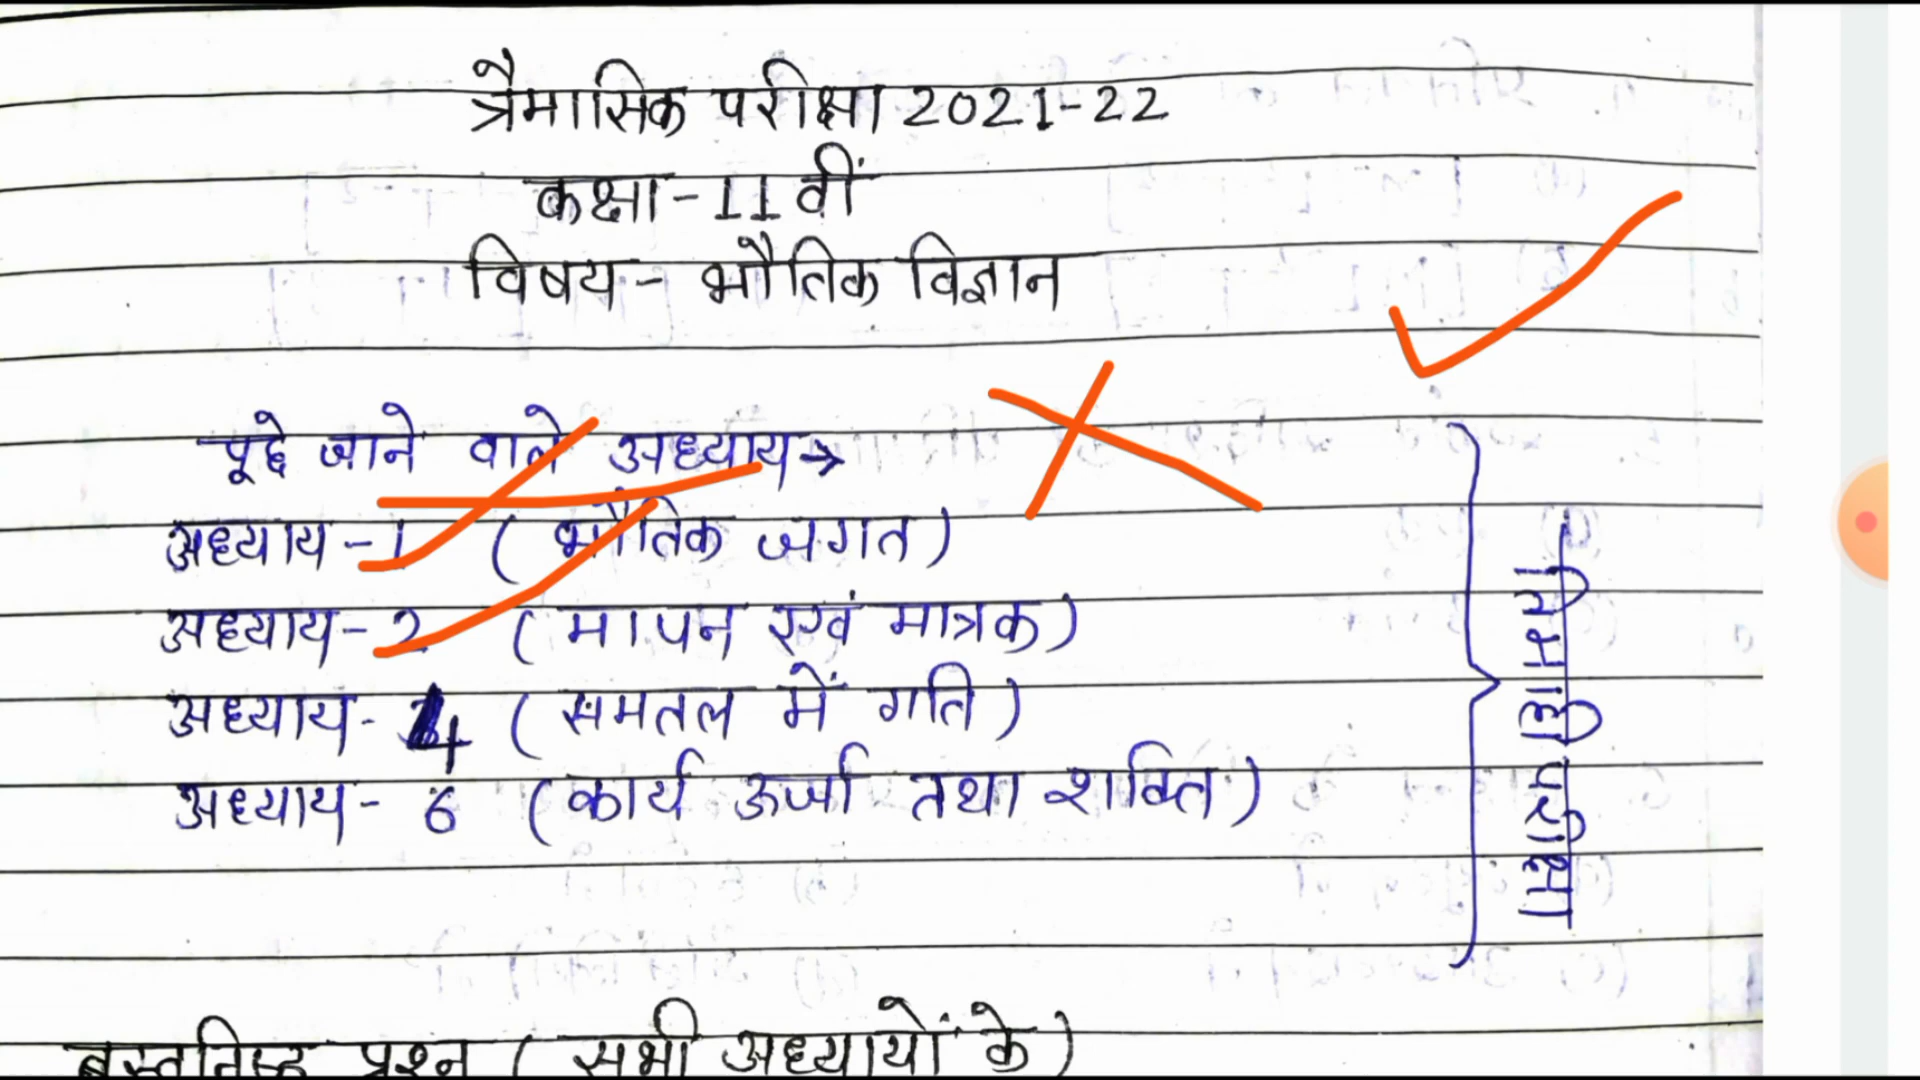 त्रैमासिक परीक्षा 2021-22
कक्षा - 11 वीं
विषय - भौतिक विज्ञान
पूछे जाने वाले अध्याय →
अध्याय - 1 ( भौतिक जगत )
अध्याय - 2 ( मापन एवं मात्रक )
अध्याय - 4 ( समतल में गति )
अध्याय - 6 ( कार्य ऊर्जा तथा शक्ति )
त्रिमाही परीक्षा
वस्तुनिष्ठ प्रश्न ( सभी अध्यायों के )